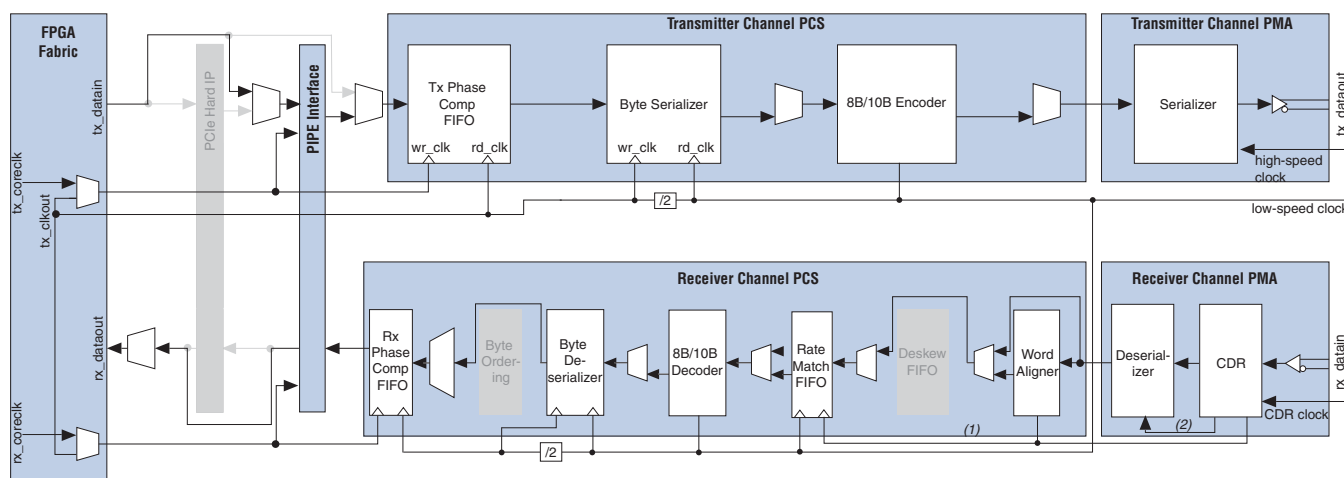 FPGA
Fabric
Transmitter Channel PCS
Transmitter Channel PMA
tx_datain
PCIe Hard IP
PIPE Interface
Tx Phase
Comp
FIFO
wr_clk
rd_clk
Byte Serializer
wr_clk
rd_clk
8B/10B Encoder
Serializer
tx_dataout
high-speed
clock
tx_coreclk
tx_clkout
/2
low-speed clock
Receiver Channel PCS
Receiver Channel PMA
rx_dataout
Rx
Phase
Comp
FIFO
Byte
Order-
ing
Byte
De-
serializer
8B/10B
Decoder
Rate
Match
FIFO
Deskew
FIFO
Word
Aligner
Deserial-
izer
CDR
rx_datain
CDR clock
rx_coreclk
/2
(1)
(2)